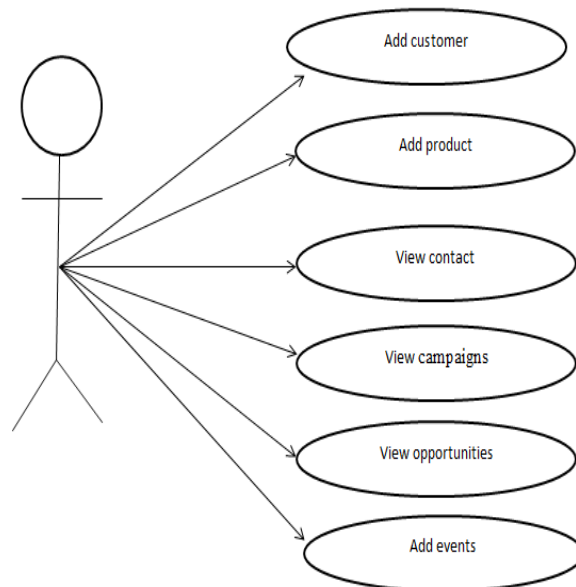 Add customer
Add product
View contact
View campaigns
View opportunities
Add events